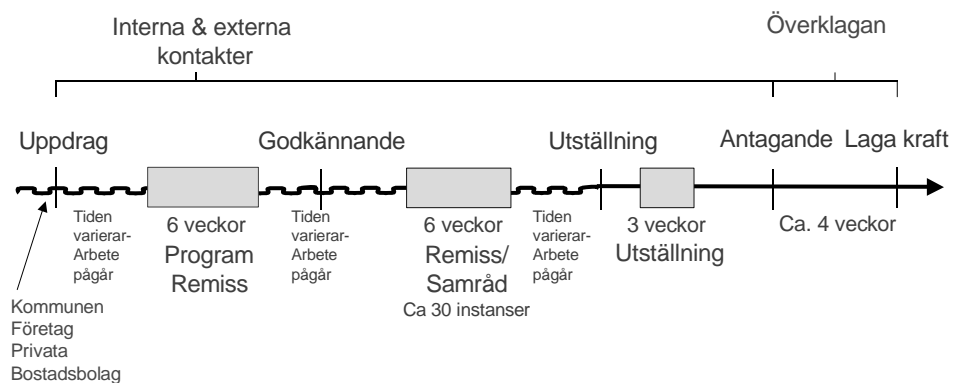 Interna & externa
kontakter
Överklagan
Uppdrag
Godkännande
Utställning
Antagande
Laga kraft
Tiden
varierar-
Arbete
pågår
6 veckor
Program
Remiss
Tiden
varierar-
Arbete
pågår
6 veckor
Remiss/
Samråd
Ca 30 instanser
Tiden
varierar-
Arbete
pågår
3 veckor
Utställning
Ca. 4 veckor
Kommunen
Företag
Privata
Bostadsbolag